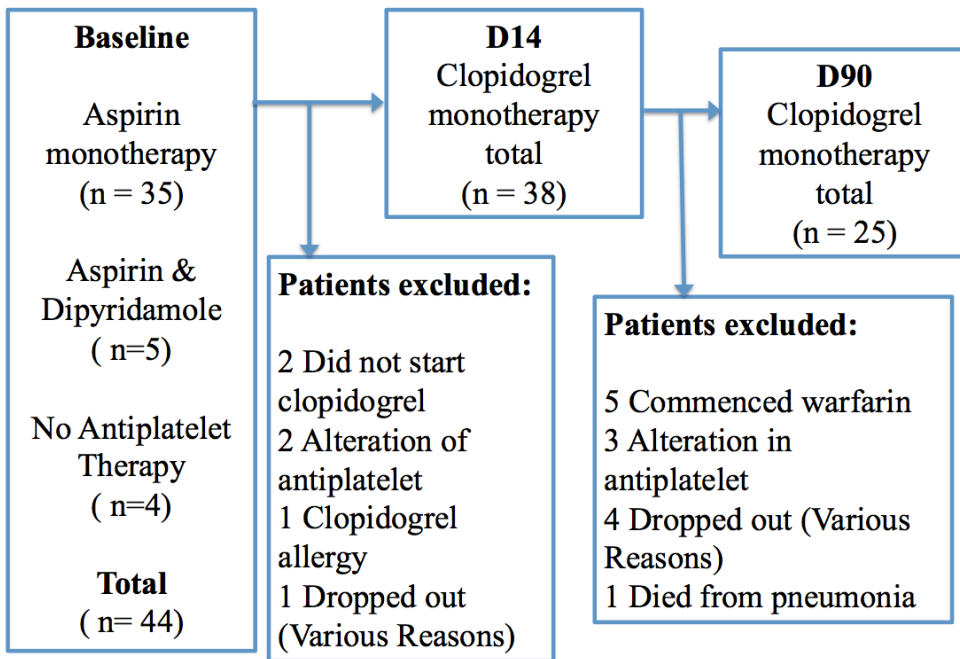 Baseline
Aspirin
monotherapy
(n = 35)
Aspirin &
Dipyridamole
( n=5)
No Antiplatelet
Therapy
( n=4)
Total
( n= 44)
D14
Clopidogrel
monotherapy
total
(n = 38)
D90
Clopidogrel
monotherapy
total
(n = 25)
Patients excluded:
2 Did not start
clopidogrel
2 Alteration of
antiplatelet
1 Clopidogrel
allergy
1 Dropped out
(Various Reasons)
Patients excluded:
5 Commenced warfarin
3 Alteration in
antiplatelet
4 Dropped out (Various
Reasons)
1 Died from pneumonia